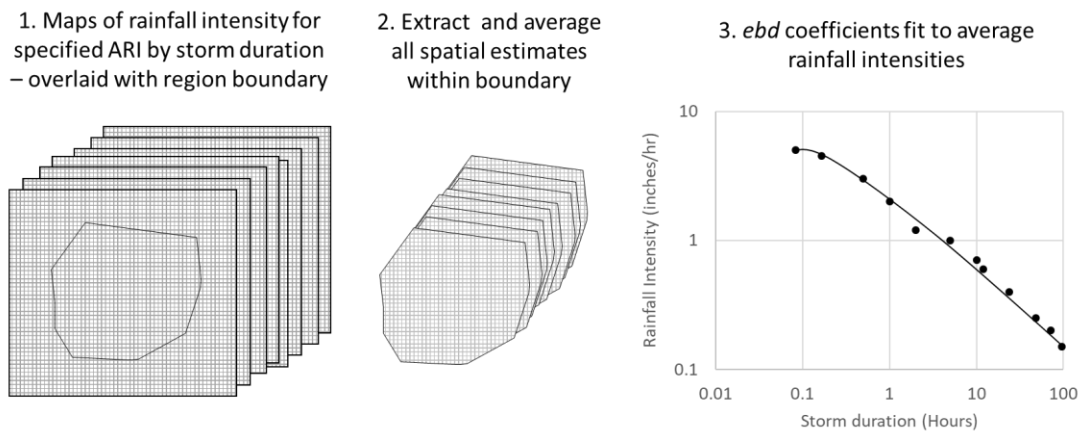 1. Maps of rainfall intensity for
specified ARI by storm duration
– overlaid with region boundary
2. Extract and average
all spatial estimates
within boundary
3. ebd coefficients fit to average
rainfall intensities
Rainfall Intensity (inches/hr)
10
1
0.1
0.01
0.1
1
10
100
Storm duration (Hours)